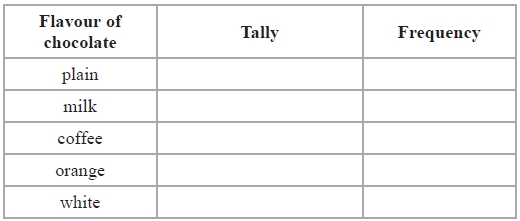 Flavour of
chocolate
Tally
Frequency
plain
milk
coffee
orange
white